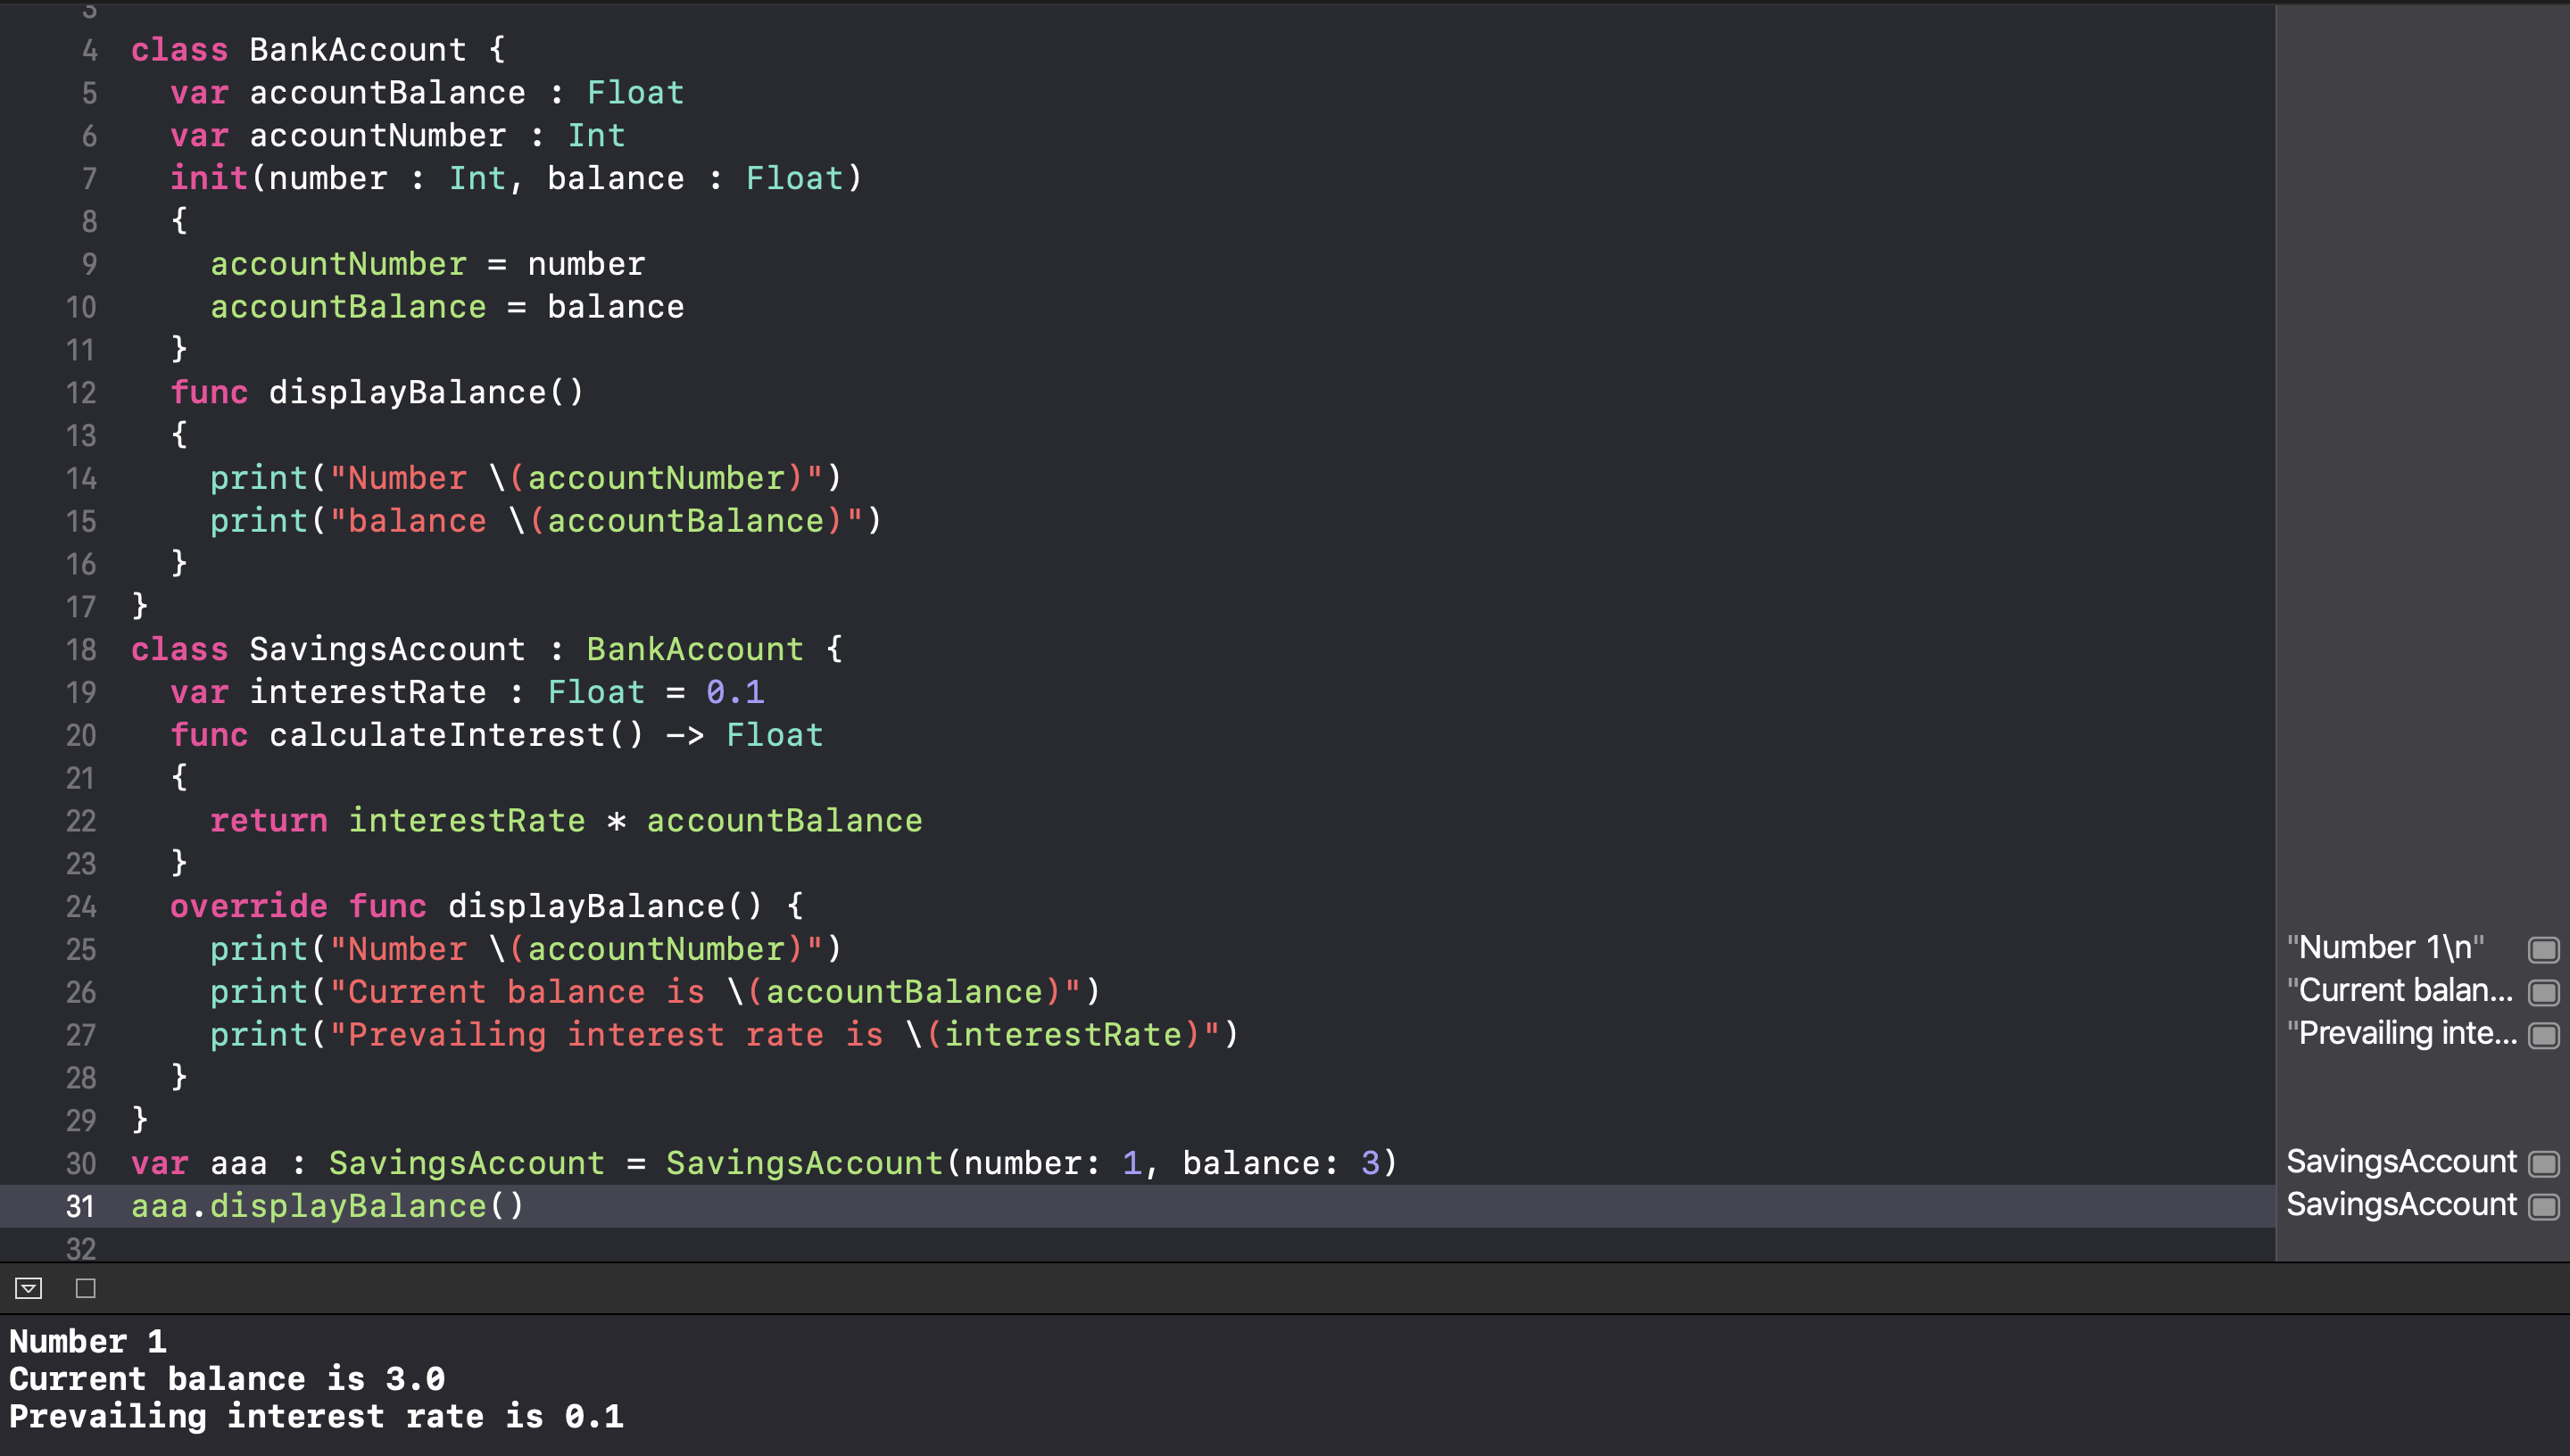 3
4 class BankAccount {
5   var accountBalance : Float
6   var accountNumber : Int
7   init(number : Int, balance : Float)
8   {
9     accountNumber = number
10     accountBalance = balance
11   }
12   func displayBalance()
13   {
14     print("Number \(accountNumber)")
15     print("balance \(accountBalance)")
16   }
17 }
18 class SavingsAccount : BankAccount {
19   var interestRate : Float = 0.1
20   func calculateInterest() -> Float
21   {
22     return interestRate * accountBalance
23   }
24   override func displayBalance() {
25     print("Number \(accountNumber)") "Number 1\n"
26     print("Current balance is \(accountBalance)") "Current balan...
27     print("Prevailing interest rate is \(interestRate)") "Prevailing inte...
28   }
29 }
30 var aaa : SavingsAccount = SavingsAccount(number: 1, balance: 3) SavingsAccount
31 aaa.displayBalance() SavingsAccount
32
Number 1
Current balance is 3.0
Prevailing interest rate is 0.1